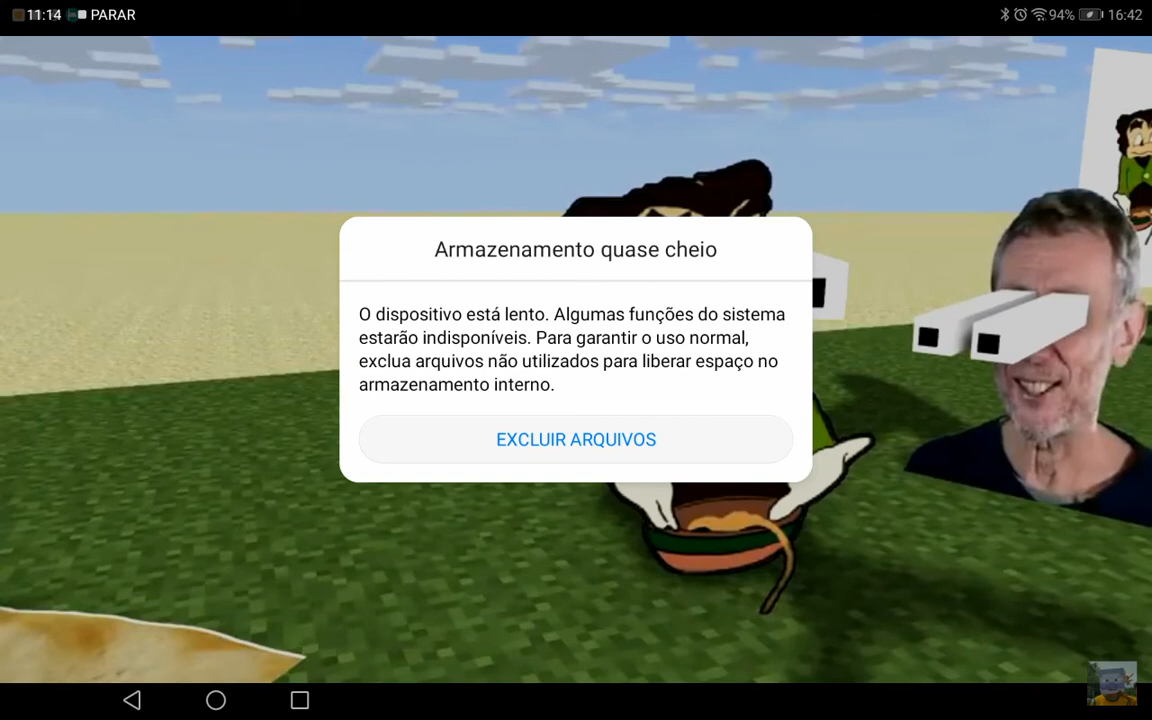 11:14 PARAR 94% 16:42
Armazenamento quase cheio
O dispositivo está lento. Algumas funções do sistema
estarão indisponíveis. Para garantir o uso normal,
exclua arquivos não utilizados para liberar espaço no
armazenamento interno.
EXCLUIR ARQUIVOS